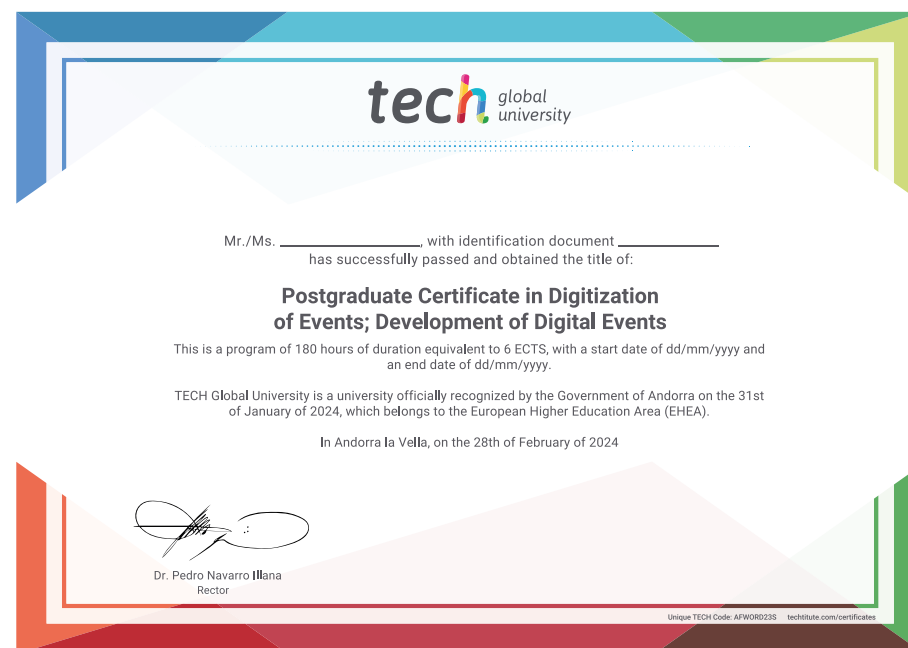 tech global
university
Mr./Ms. ____________, with identification document ____________
has successfully passed and obtained the title of:
Postgraduate Certificate in Digitization
of Events; Development of Digital Events
This is a program of 180 hours of duration equivalent to 6 ECTS, with a start date of dd/mm/yyyy and
an end date of dd/mm/yyyy.
TECH Global University is a university officially recognized by the Government of Andorra on the 31st
of January of 2024, which belongs to the European Higher Education Area (EHEA).
In Andorra la Vella, on the 28th of February of 2024
Dr. Pedro Navarro Illana
Rector
Unique TECH Code: AFWORD23S techtitute.com/certificates